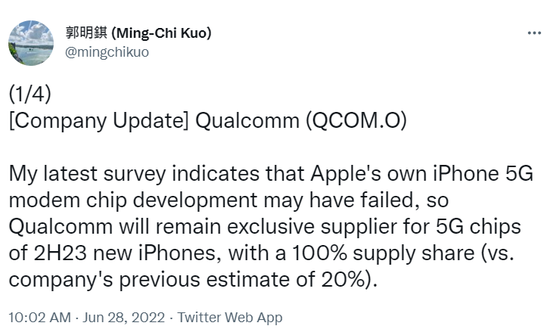 郭明錤 (Ming-Chi Kuo)
@mingchikuo
(1/4)
[Company Update] Qualcomm (QCOM.O)
My latest survey indicates that Apple's own iPhone 5G
modem chip development may have failed, so
Qualcomm will remain exclusive supplier for 5G chips
of 2H23 new iPhones, with a 100% supply share (vs.
company's previous estimate of 20%).
10:02 AM · Jun 28, 2022 · Twitter Web App